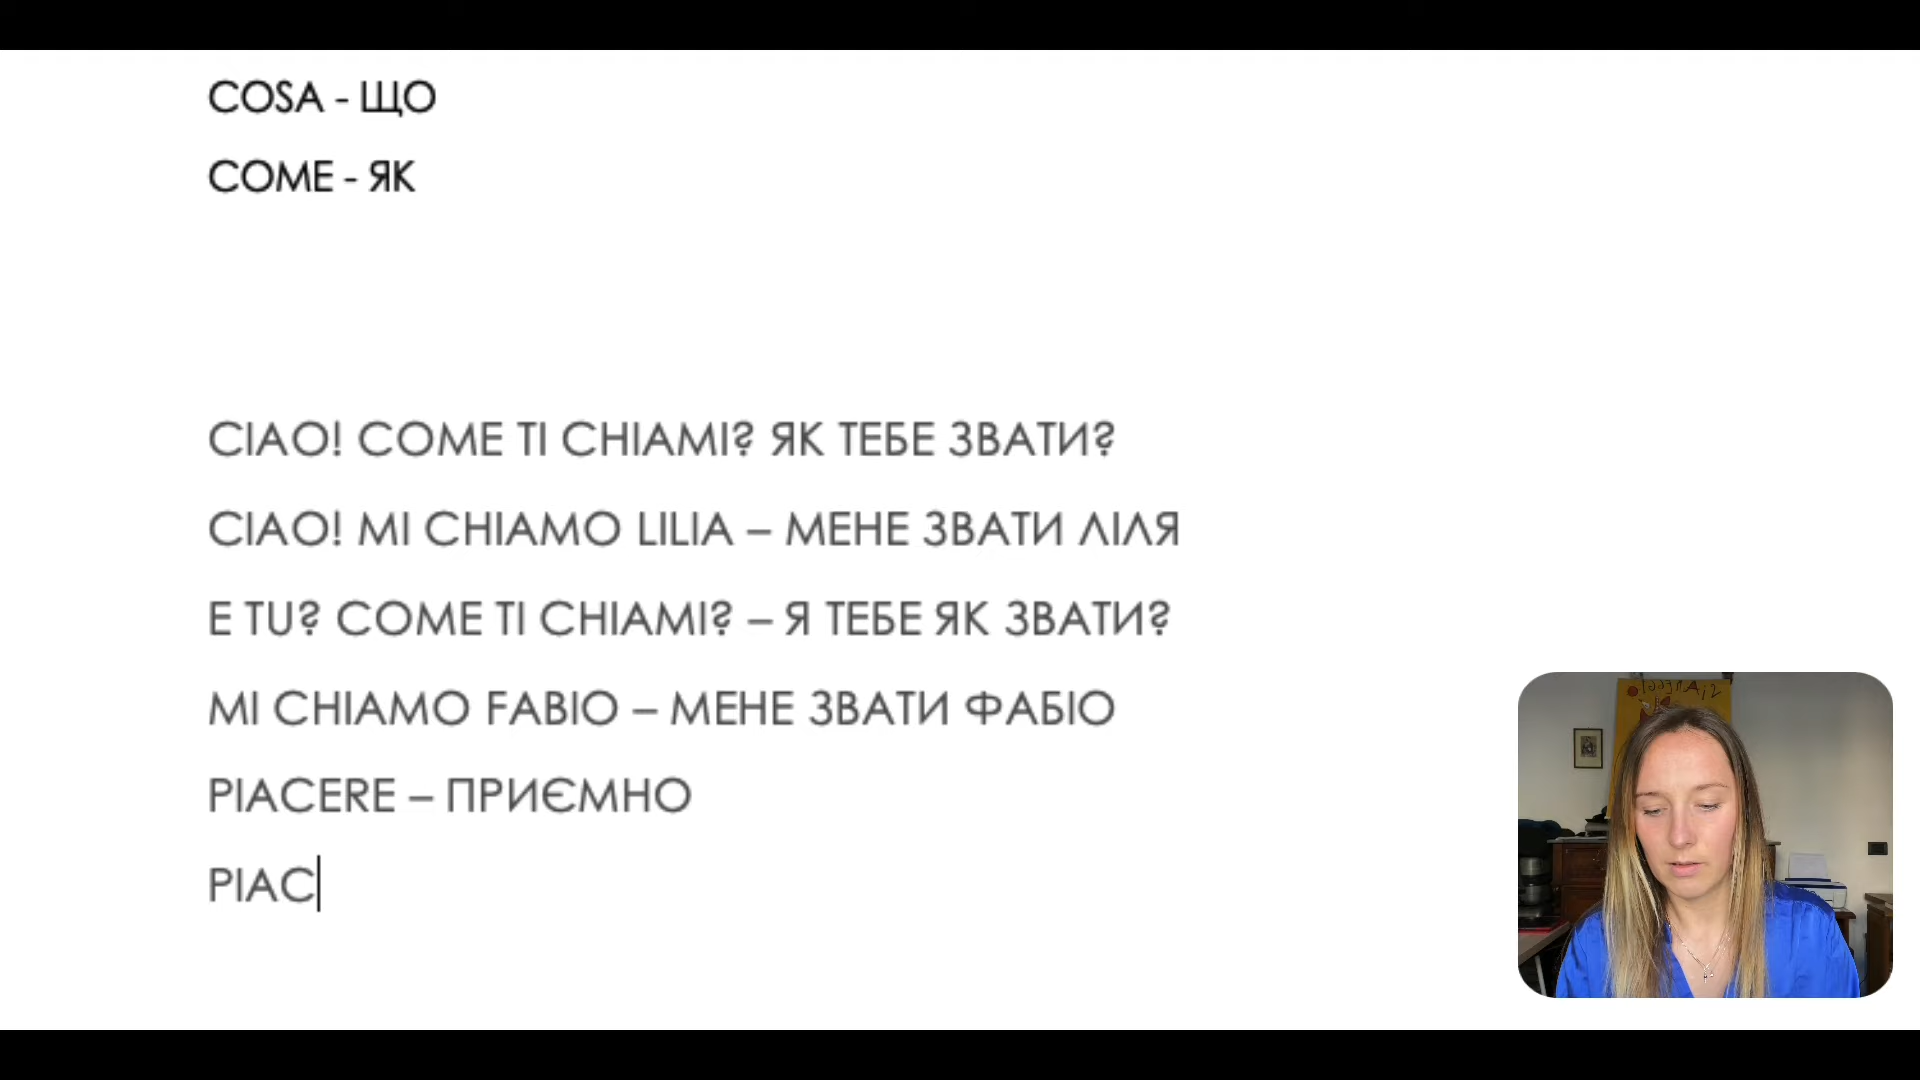 COSA - ЩО
COME - ЯК
CIAO! COME TI CHIAMI? ЯК ТЕБЕ ЗВАТИ?
CIAO! MI CHIAMO LILIA – МЕНЕ ЗВАТИ ЛІЛЯ
E TU? COME TI CHIAMI? – Я ТЕБЕ ЯК ЗВАТИ?
MI CHIAMO FABIO – МЕНЕ ЗВАТИ ФАБІО
PIACERE – ПРИЄМНО
PIAC